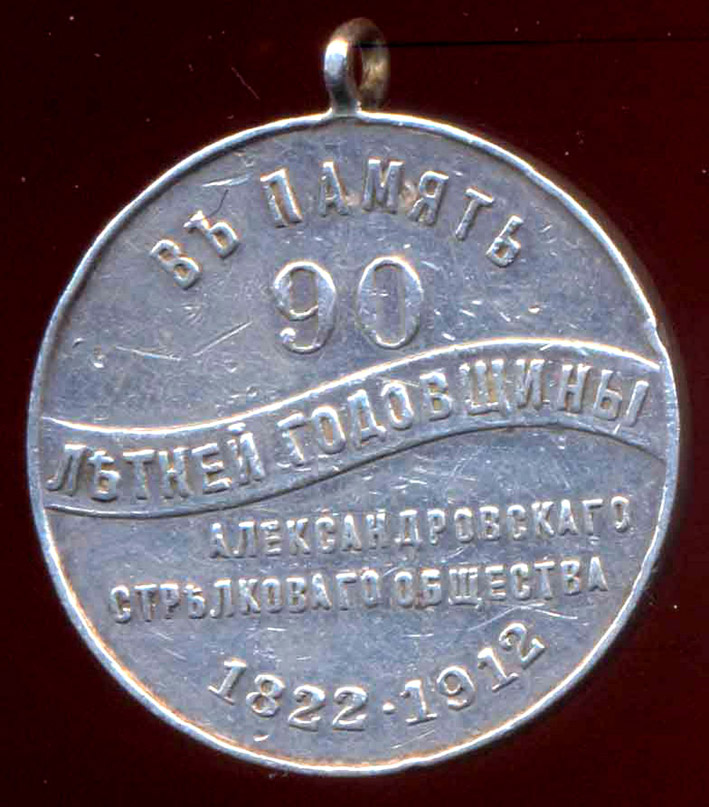 ВЪ ПАМЯТЬ
90
ЛѢТНЕЙ ГОДОВЩИНЫ
АЛЕКСАНДРОВСКАГО
СТРѢЛКОВАГО ОБЩЕСТВА
1822·1912